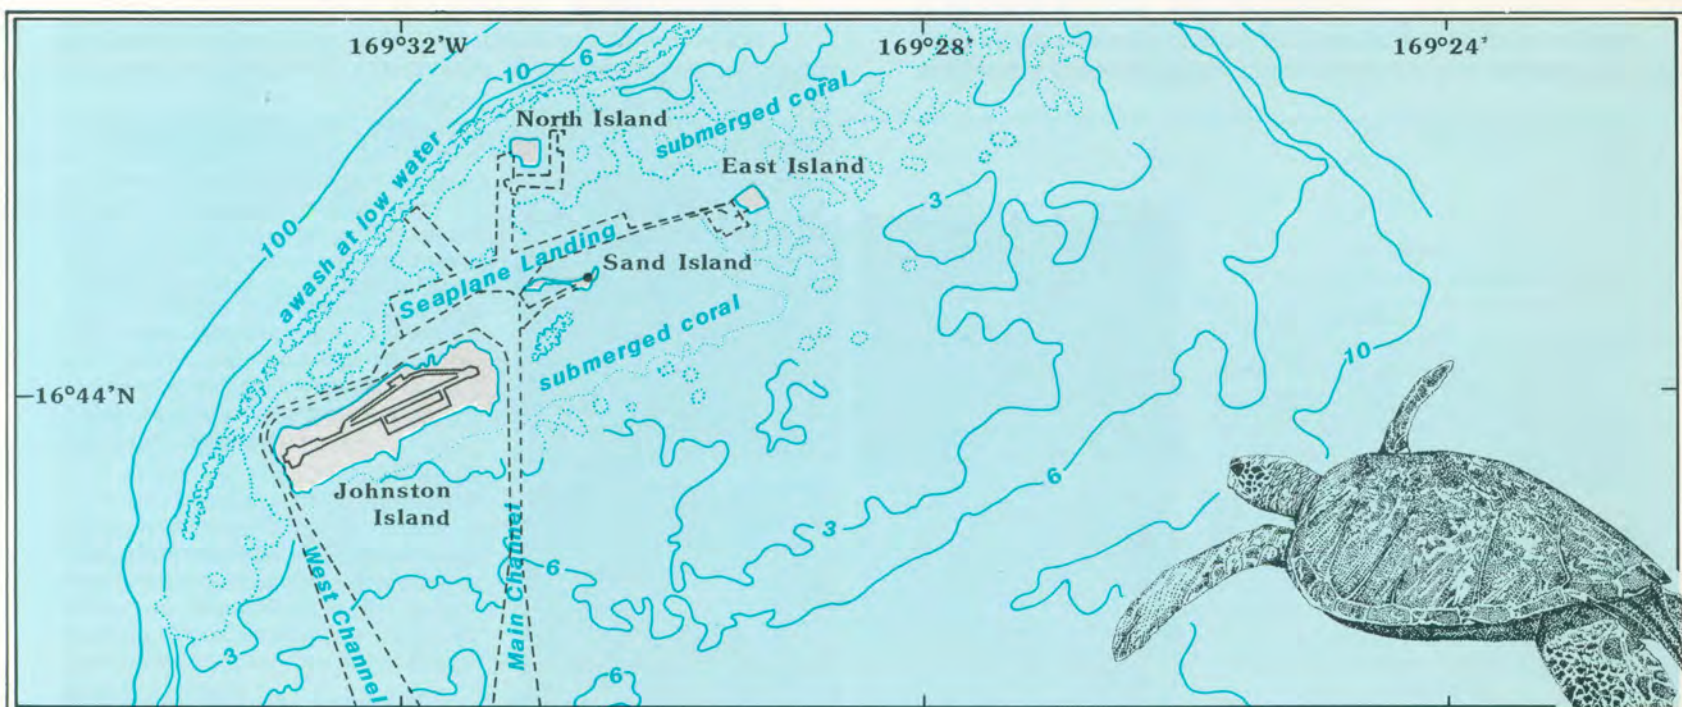 169°32'W
169°28'
169°24'
10
6
100
awash at low water
North Island
submerged coral
East Island
3
Seaplane Landing
Sand Island
submerged coral
10
16°44'N
6
Johnston
Island
3
West Channel
Main Channel
6
3
6